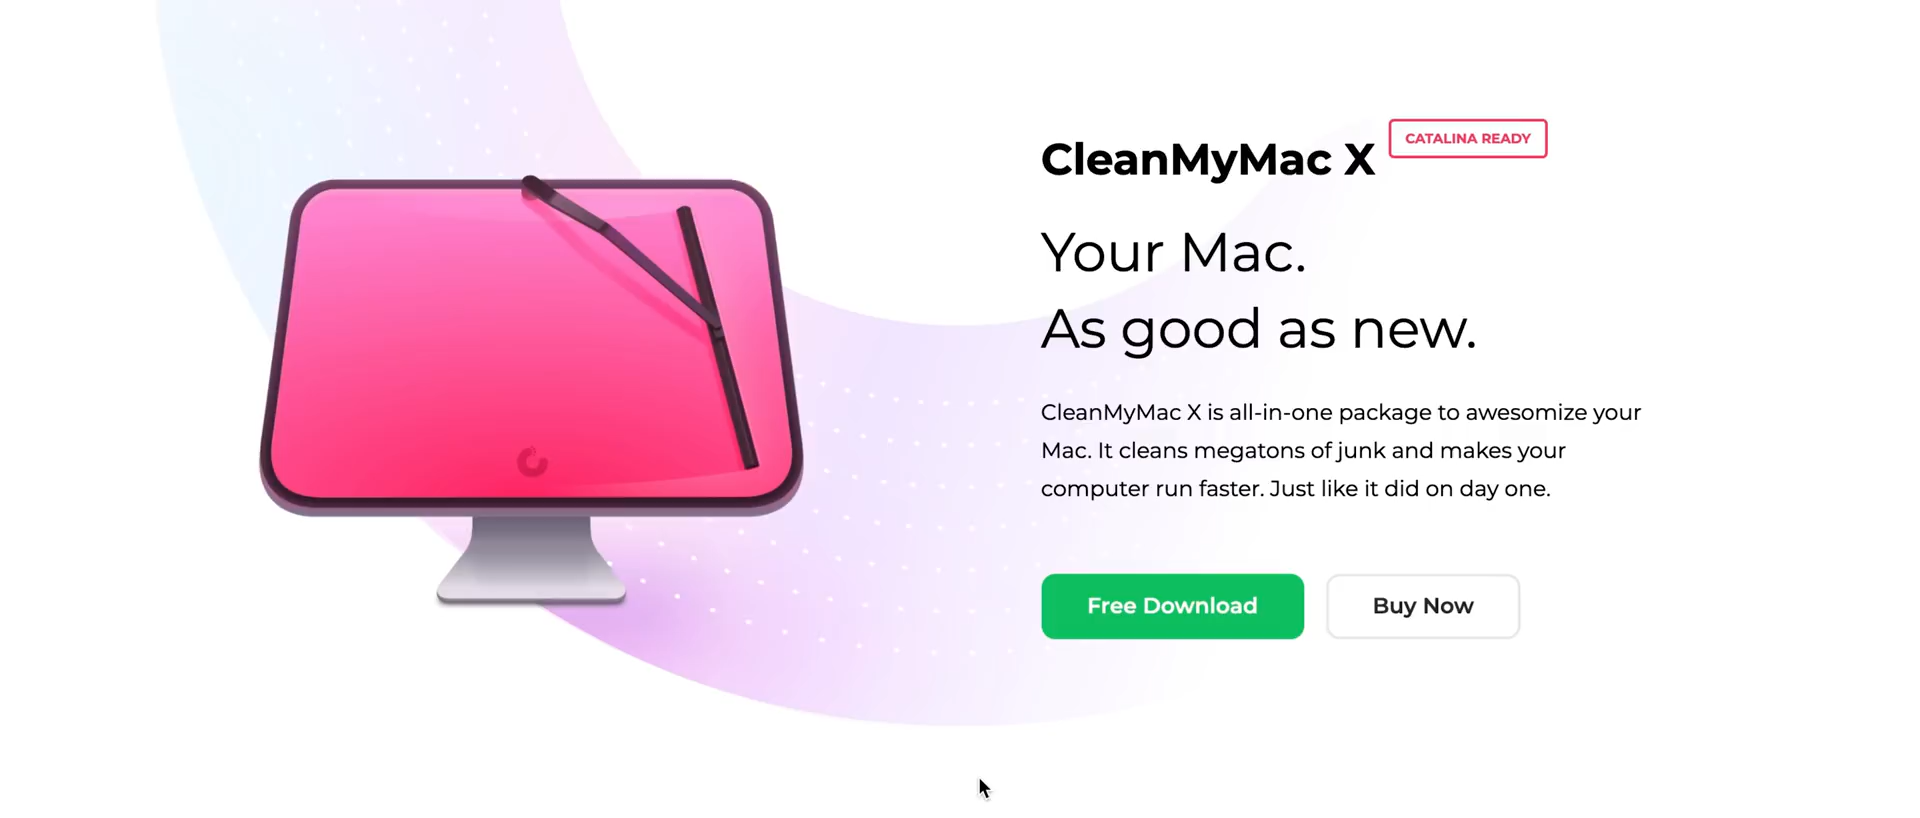 CleanMyMac X
CATALINA READY
Your Mac.
As good as new.
CleanMyMac X is all-in-one package to awesomize your
Mac. It cleans megatons of junk and makes your
computer run faster. Just like it did on day one.
Free Download
Buy Now